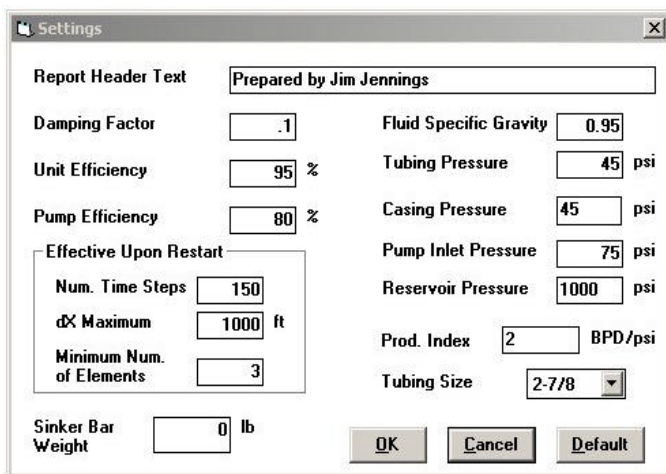 Settings
Report Header Text Prepared by Jim Jennings
Damping Factor .1
Unit Efficiency 95 %
Pump Efficiency 80 %
Effective Upon Restart
Num. Time Steps 150
dX Maximum 1000 ft
Minimum Num.
of Elements 3
Sinker Bar
Weight 0 lb
Fluid Specific Gravity 0.95
Tubing Pressure 45 psi
Casing Pressure 45 psi
Pump Inlet Pressure 75 psi
Reservoir Pressure 1000 psi
Prod. Index 2 BPD/psi
Tubing Size 2-7/8
OK Cancel Default